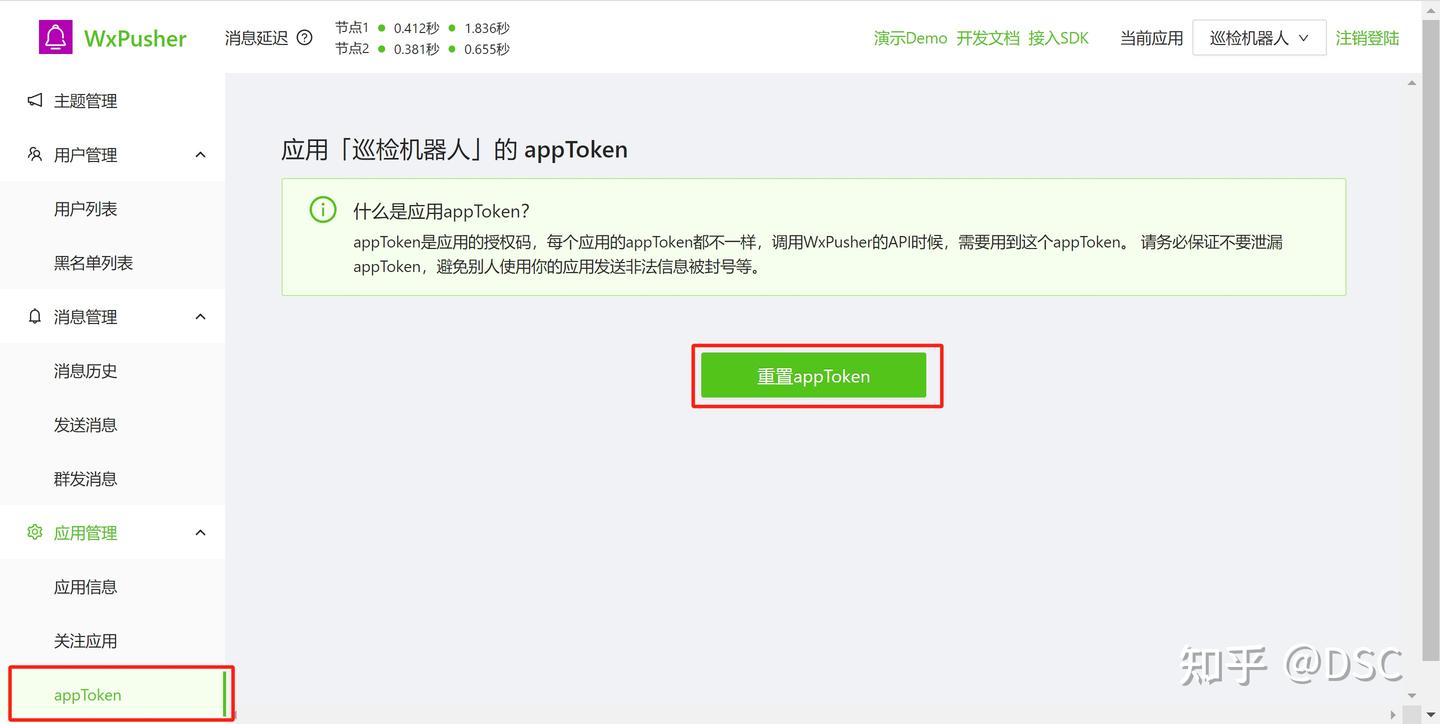 WxPusher
消息延迟
节点1 0.412秒 1.836秒
节点2 0.381秒 0.655秒
演示Demo 开发文档 接入SDK 当前应用 巡检机器人 注销登陆
主题管理
用户管理
用户列表
黑名单列表
消息管理
消息历史
发送消息
群发消息
应用管理
应用信息
关注应用
appToken
应用「巡检机器人」的 appToken
什么是应用appToken?
appToken是应用的授权码，每个应用的appToken都不一样，调用WxPusher的API时候，需要用到这个appToken。 请务必保证不要泄漏
appToken，避免别人使用你的应用发送非法信息被封号等。
重置appToken
知乎 @DSC